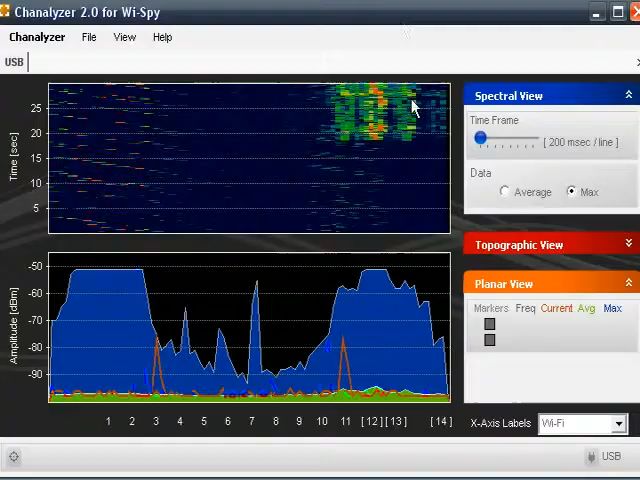 Chanalyzer 2.0 for Wi-Spy
Chanalyzer File View Help
USB
Spectral View
Time Frame
[ 200 msec / line ]
Data
Average Max
Time [sec]
25
20
15
10
5
Topographic View
Planar View
Markers Freq Current Avg Max
Amplitude [dBm]
-50
-60
-70
-80
-90
1 2 3 4 5 6 7 8 9 10 11 [12] [13] [14]
X-Axis Labels Wi-Fi
USB